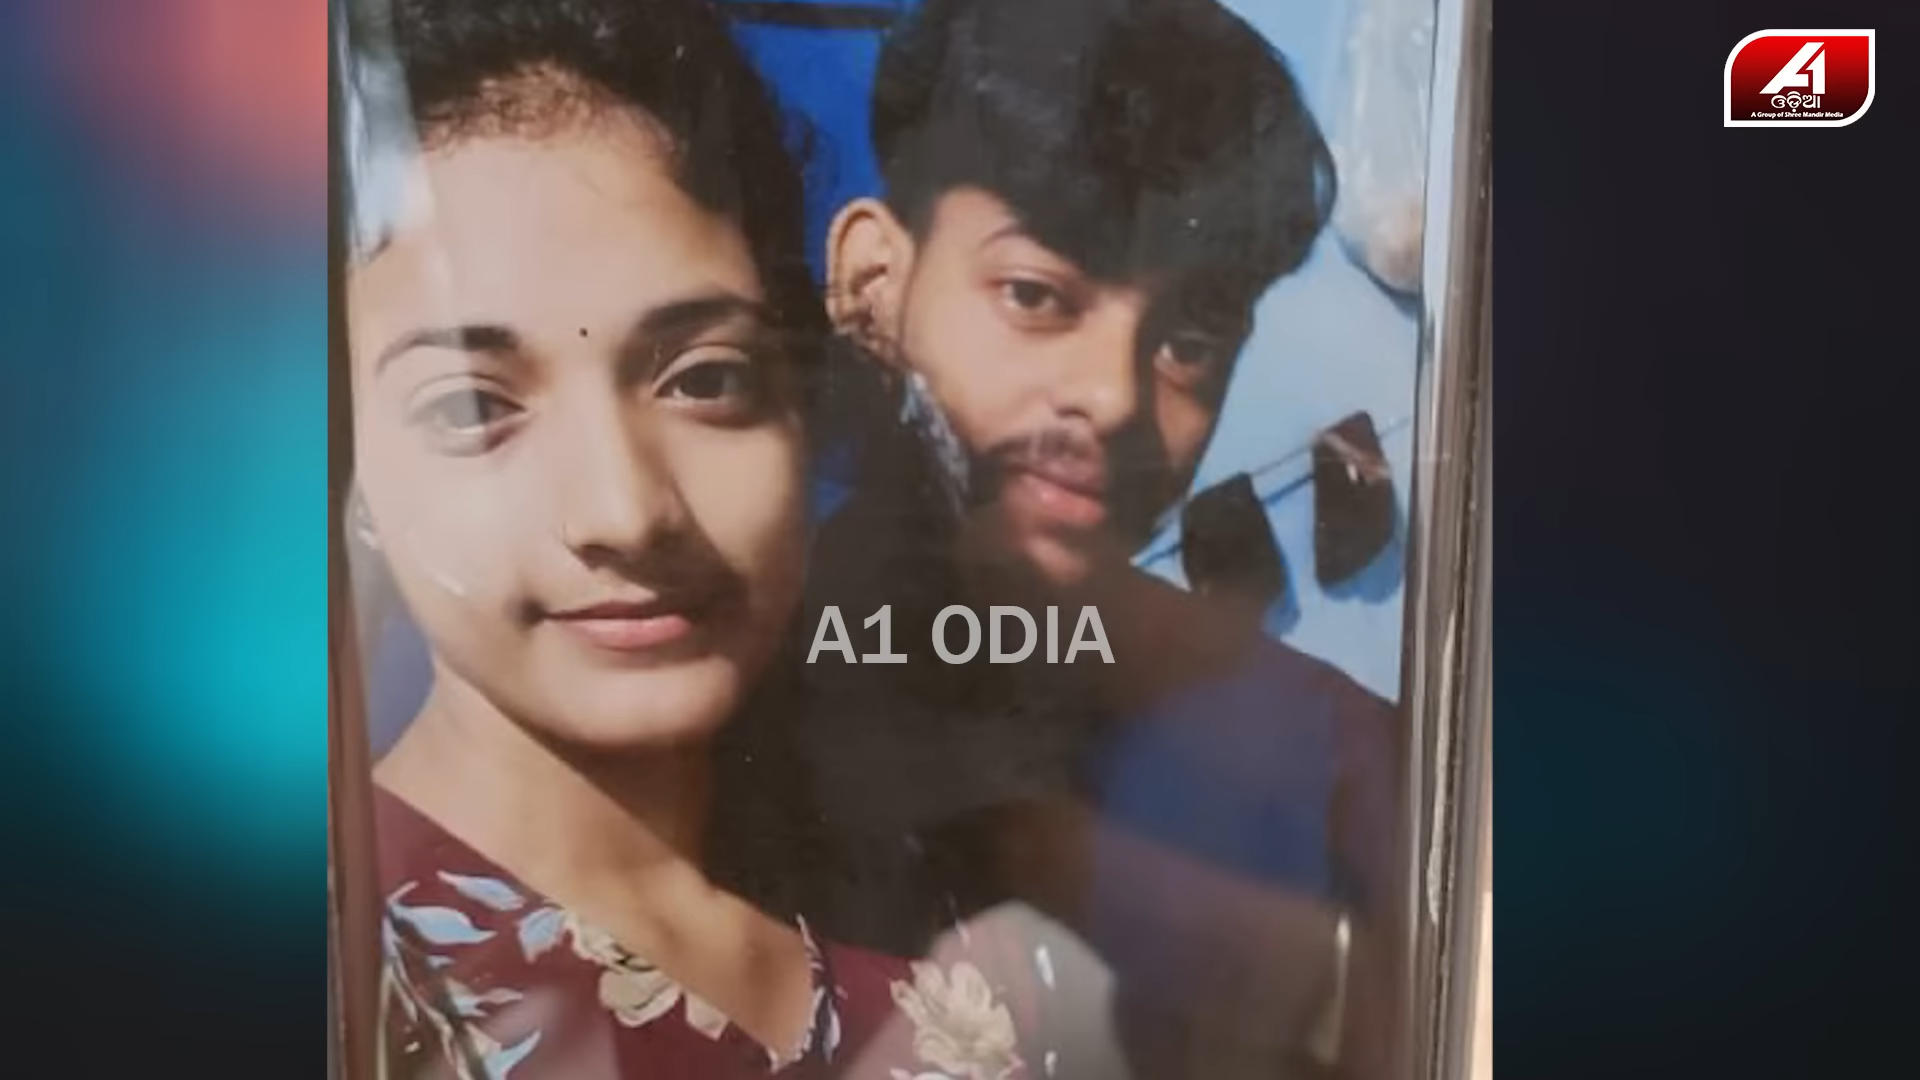 A1
ଓଡ଼ିଆ
A Group of Shree Mandir Media
A1 ODIA